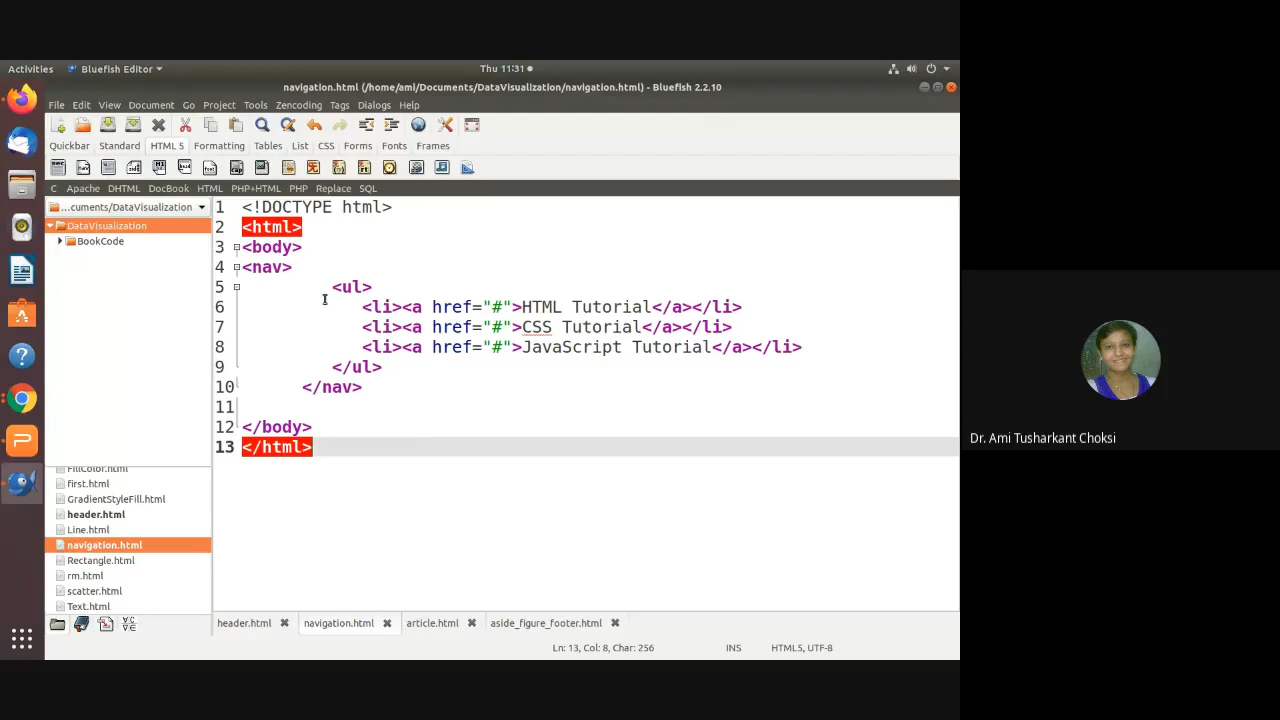 Activities
Bluefish Editor
Thu 11:31
navigation.html (/home/ami/Documents/DataVisualization/navigation.html) - Bluefish 2.2.10
File Edit View Document Go Project Tools Zencoding Tags Dialogs Help
Quickbar Standard HTML 5 Formatting Tables List CSS Forms Fonts Frames
C Apache DHTML DocBook HTML PHP+HTML PHP Replace SQL
...cuments/DataVisualization
DataVisualization
BookCode
1 <!DOCTYPE html>
2 <html>
3 <body>
4 <nav>
5 <ul>
6 <li><a href="#">HTML Tutorial</a></li>
7 <li><a href="#">CSS Tutorial</a></li>
8 <li><a href="#">JavaScript Tutorial</a></li>
9 </ul>
10 </nav>
11
12 </body>
13 </html>
FillColor.html
first.html
GradientStyleFill.html
header.html
Line.html
navigation.html
Rectangle.html
rm.html
scatter.html
Text.html
header.html navigation.html article.html aside_figure_footer.html
Ln: 13, Col: 8, Char: 256 INS HTML5, UTF-8
Dr. Ami Tusharkant Choksi